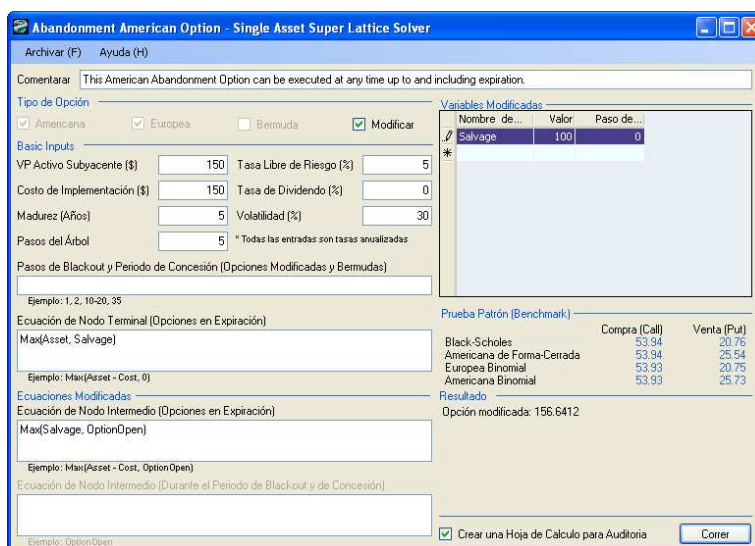 Abandonment American Option - Single Asset Super Lattice Solver
Archivar (F) Ayuda (H)
Comentarar This American Abandonment Option can be executed at any time up to and including expiration.
Tipo de Opción
Americana Europea Bermuda Modificar
Basic Inputs
VP Activo Subyacente ($) 150 Tasa Libre de Riesgo (%) 5
Costo de Implementación ($) 150 Tasa de Dividendo (%) 0
Madurez (Años) 5 Volatilidad (%) 30
Pasos del Árbol 5 * Todas las entradas son tasas anualizadas
Pasos de Blackout y Periodo de Concesión (Opciones Modificadas y Bermudas)
Ejemplo: 1, 2, 10-20, 35
Ecuación de Nodo Terminal (Opciones en Expiración)
Max(Asset, Salvage)
Ejemplo: Max(Asset - Cost, 0)
Ecuaciones Modificadas
Ecuación de Nodo Intermedio (Opciones en Expiración)
Max(Salvage, OptionOpen)
Ejemplo: Max(Asset - Cost, OptionOpen)
Ecuación de Nodo Intermedio (Durante el Periodo de Blackout y de Concesión)
Ejemplo: OptionOpen
Variables Modificadas
Nombre de... Valor Paso de...
Salvage 100 0
Prueba Patrón (Benchmark)
Compra (Call) Venta (Put)
Black-Scholes 53.94 20.76
Americana de Forma-Cerrada 53.94 25.54
Europea Binomial 53.93 20.75
Americana Binomial 53.93 25.73
Resultado
Opción modificada: 156.6412
Crear una Hoja de Calculo para Auditoria Correr